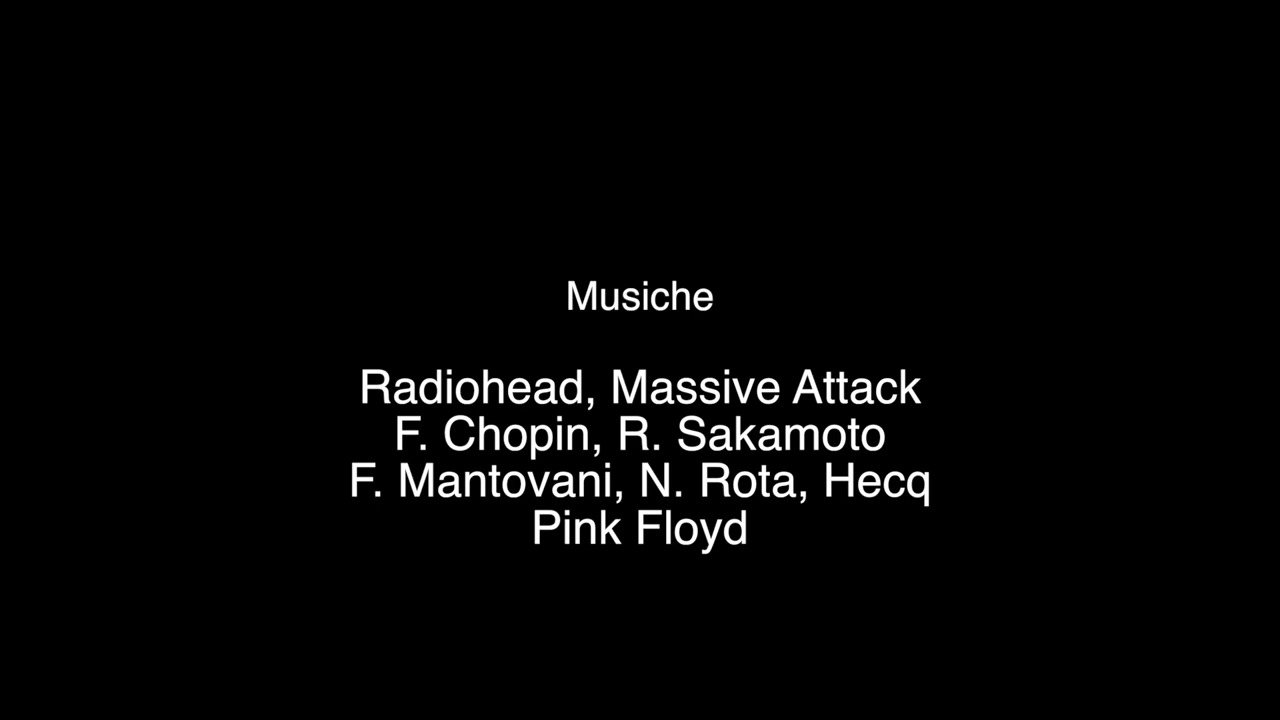 Musiche
Radiohead, Massive Attack
F. Chopin, R. Sakamoto
F. Mantovani, N. Rota, Hecq
Pink Floyd